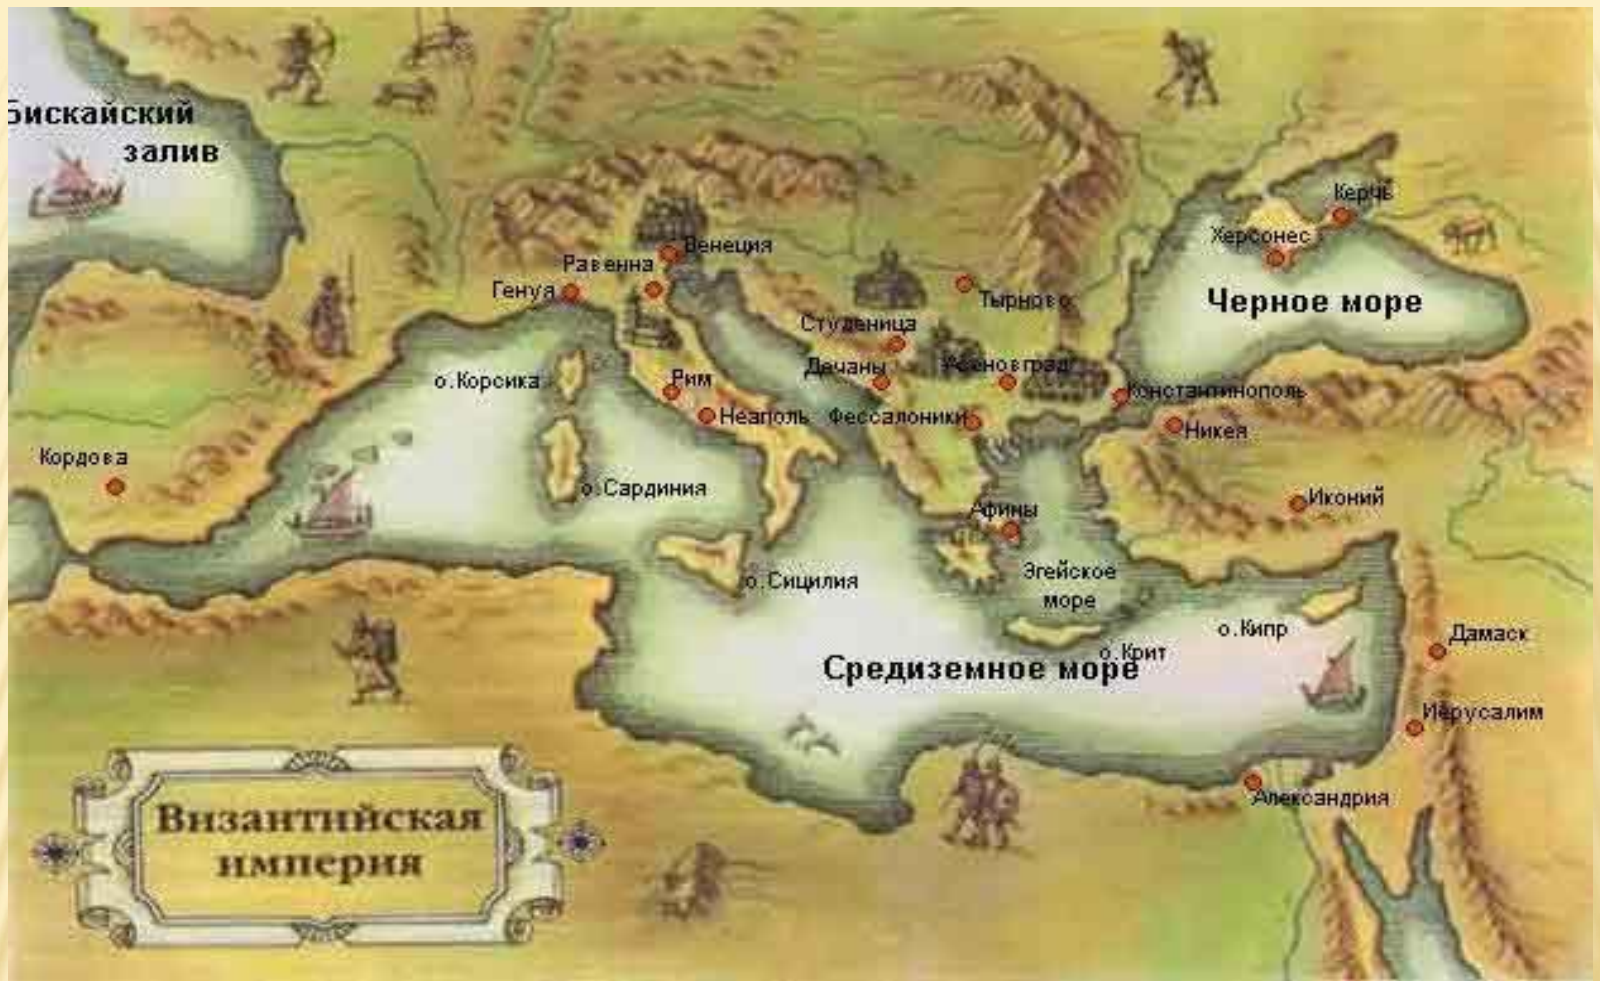 Бискайский
залив
Керчь
Херсонес
Венеция
Равенна
Генуя
Тырново
Черное море
Студеница
Дечаны
Асеновград
о.Корсика
Рим
Неаполь
Фессалоники
Константинополь
Никея
Кордова
о.Сардиния
Иконий
Афины
о.Сицилия
Эгейское
море
о.Кипр
о.Крит
Дамаск
Средиземное море
Иерусалим
Александрия
Византийская
империя